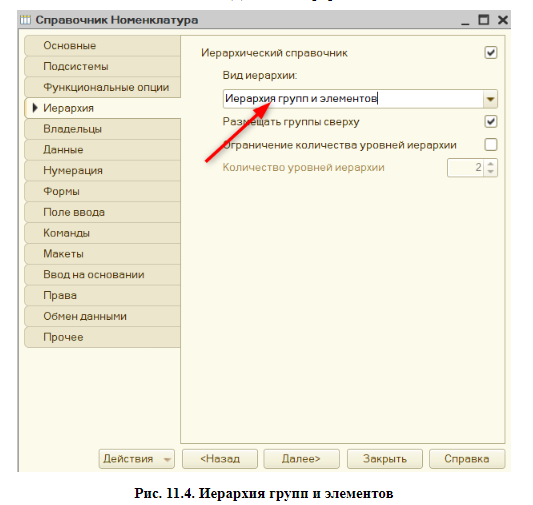 Справочник Номенклатура
Основные
Подсистемы
Функциональные опции
Иерархия
Владельцы
Данные
Нумерация
Формы
Поле ввода
Команды
Макеты
Ввод на основании
Права
Обмен данными
Прочее
Иерархический справочник
Вид иерархии:
Иерархия групп и элементов
Размещать группы сверху
Ограничение количества уровней иерархии
Количество уровней иерархии 2
Действия <Назад Далее> Закрыть Справка
Рис. 11.4. Иерархия групп и элементов